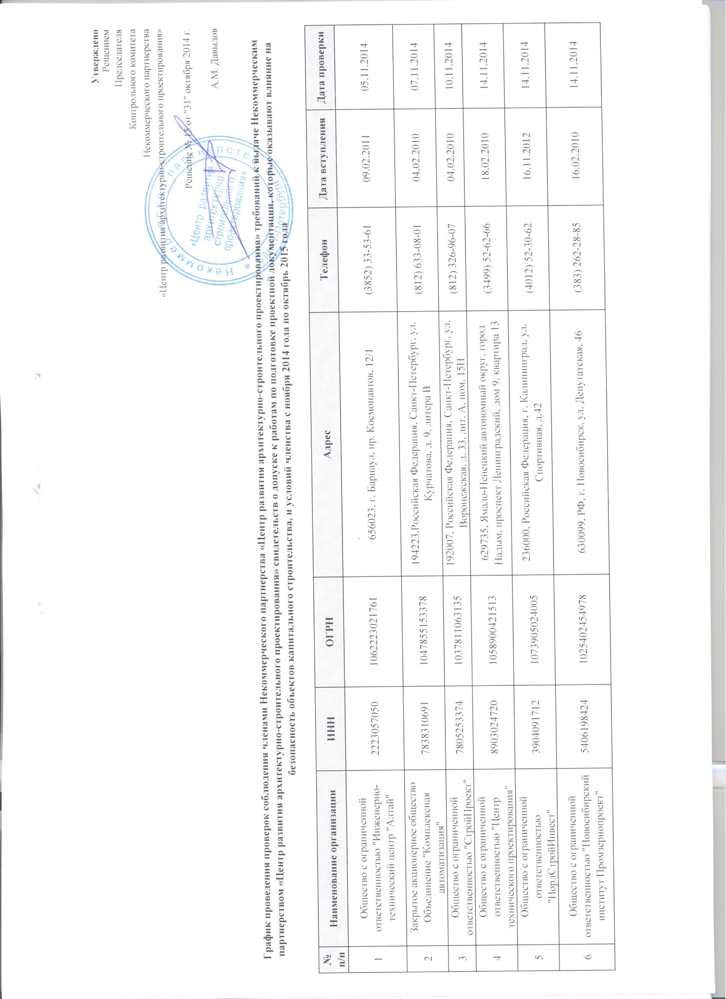 Утверждено
Решением
Председателя
Контрольного комитета
Некоммерческого партнерства
«Центр развития архитектурно-строительного проектирования»
Решение № 15 от "31" октября 2014 г.
А.М. Давыдов
«Центр развития
архитектурно
строительного
проектирования»
График проведения проверок соблюдения членами Некоммерческого партнерства «Центр развития архитектурно-строительного проектирования» требований к выдаче Некоммерческим
партнерством «Центр развития архитектурно-строительного проектирования» свидетельств о допуске к работам по подготовке проектной документации, которые оказывают влияние на
безопасность объектов капитального строительства, и условий членства с ноября 2014 года по октябрь 2015 года
№ п/п Наименование организации ИНН ОГРН Адрес Телефон Дата вступления Дата проверки
1 Общество с ограниченной
ответственностью "Инженерно-
технический центр "Алтай"
2223057050 1062223021761 656023, г. Барнаул, пр. Космонавтов, 12/1 (3852) 33-53-61 09.02.2011 05.11.2014
2 Закрытое акционерное общество
Объединение "Комплексная
автоматизация"
7838310691 1047855153378 194223,Российская Федерация, Санкт-Петербург, ул.
Курчатова, д. 9, литера В
(812) 633-08-01 04.02.2010 07.11.2014
3 Общество с ограниченной
ответственностью "СтройПроект"
7805253374 1037811063135 192007, Российская Федерация, Санкт-Петербург, ул.
Воронежская, д. 33, лит. А, пом. 15Н
(812) 326-96-07 04.02.2010 10.11.2014
4 Общество с ограниченной
ответственностью "Центр
технического проектирования"
8903024720 1058900421513 629735, Ямало-Ненецкий автономный округ, город
Надым, проспект Ленинградский, дом 9, квартира 13
(3499) 52-62-66 18.02.2010 14.11.2014
5 Общество с ограниченной
ответственностью
"НордСтройИнвест"
3904091712 1073905024005 236000, Российская Федерация, г. Калининград, ул.
Спортивная, д.42
(4012) 52-30-62 16.11.2012 14.11.2014
6 Общество с ограниченной
ответственностью "Новосибирский
институт Промзернопроект"
5406198424 1025402454978 630099, РФ, г. Новосибирск, ул. Депутатская, 46 (383) 262-28-85 16.02.2010 14.11.2014